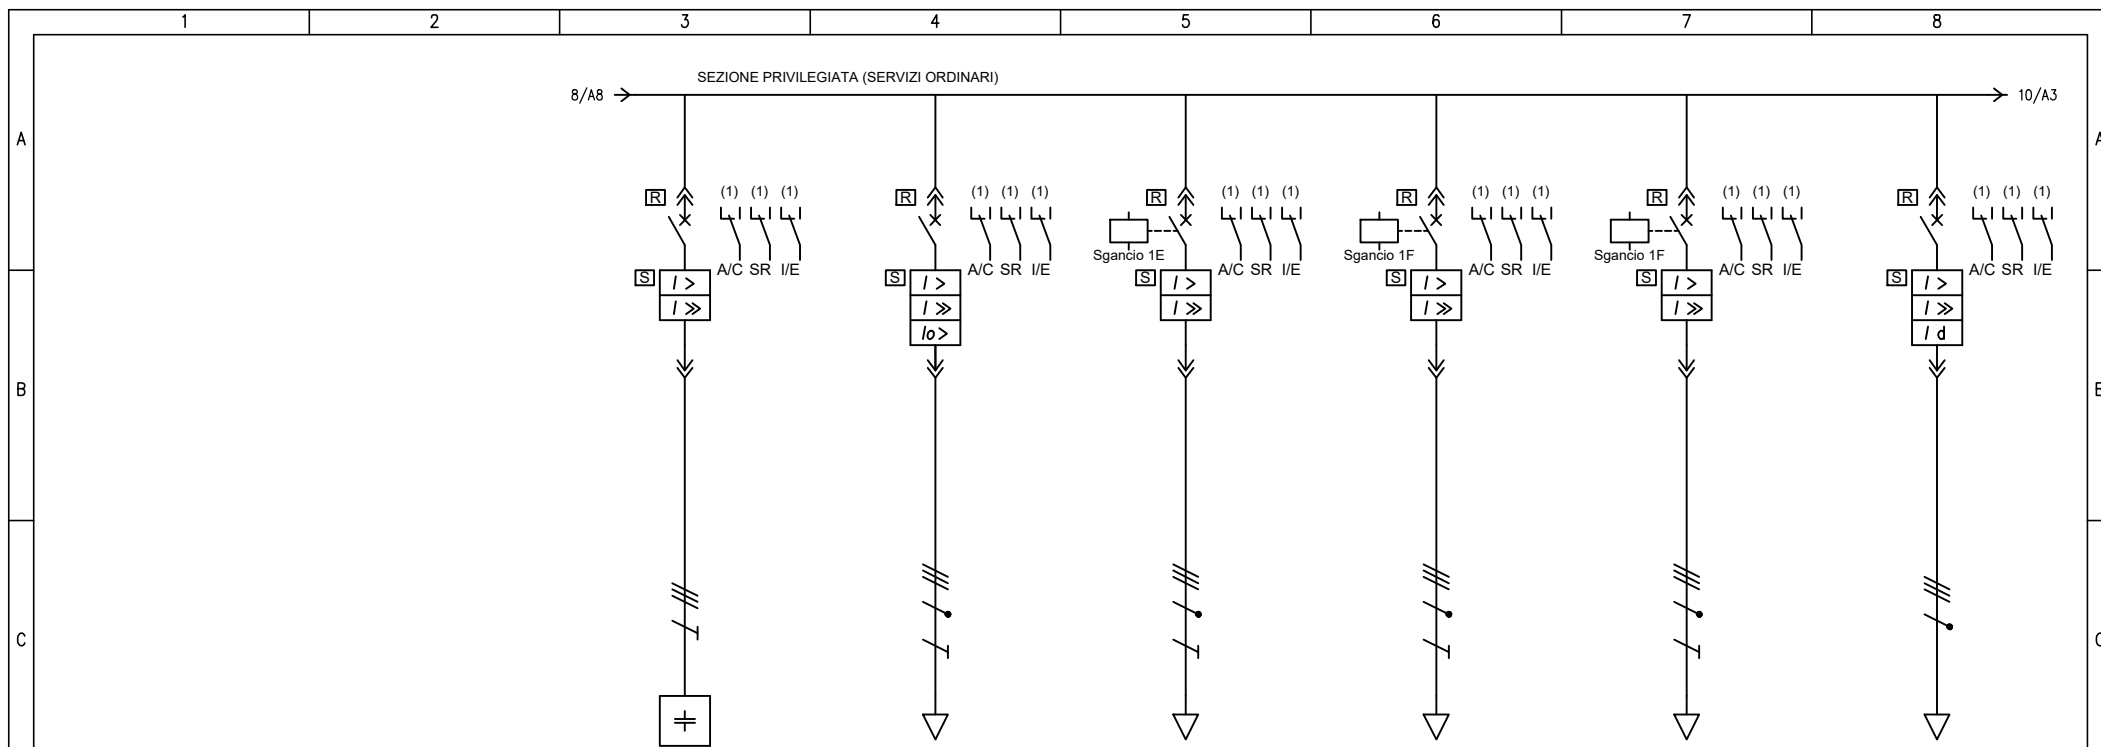 1 2 3 4 5 6 7 8
SEZIONE PRIVILEGIATA (SERVIZI ORDINARI)
8/A8 10/A3
A A
R (1) (1) (1) R (1) (1) (1) R (1) (1) (1) R (1) (1) (1) R (1) (1) (1) R (1) (1) (1)
Sgancio 1E Sgancio 1F Sgancio 1F
A/C SR I/E A/C SR I/E A/C SR I/E A/C SR I/E A/C SR I/E A/C SR I/E
S I > S I > S I > S I > S I > S I >
I >> I >> I >> I >> I >> I >>
Io > I d
B B
C C